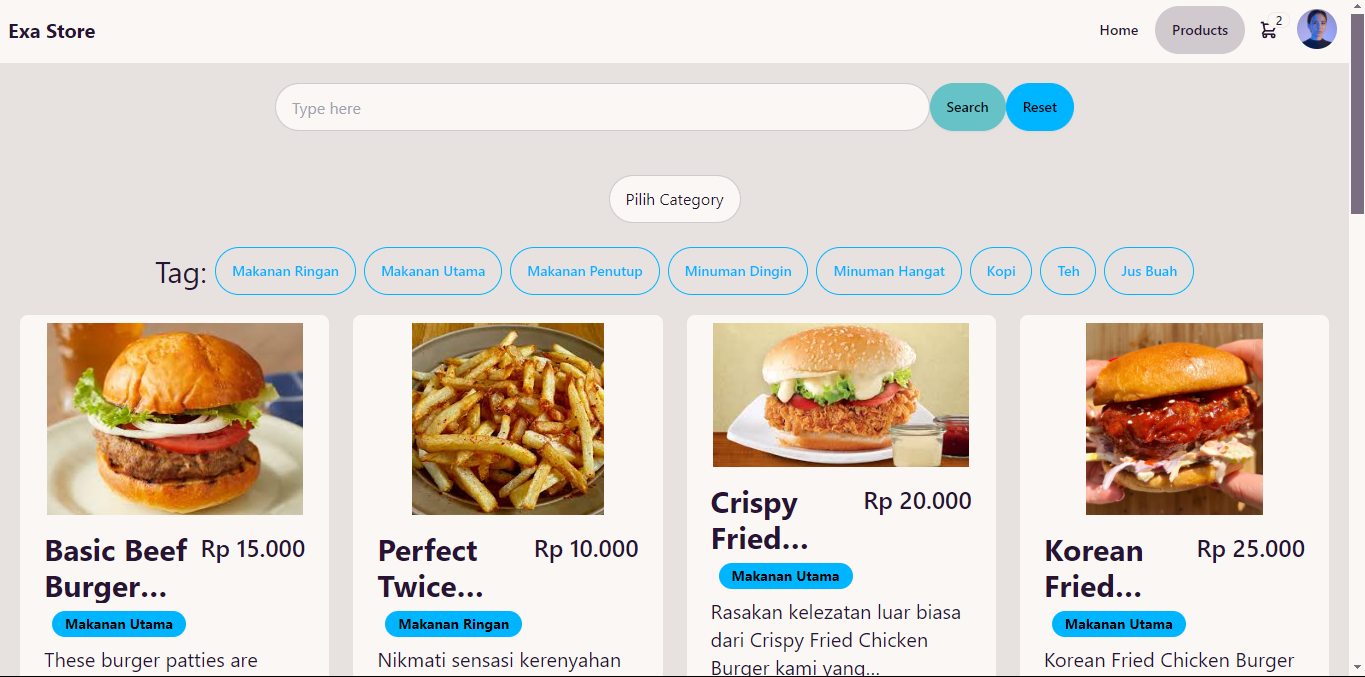 Exa Store
Home
Products
2
Type here
Search
Reset
Pilih Category
Tag:
Makanan Ringan
Makanan Utama
Makanan Penutup
Minuman Dingin
Minuman Hangat
Kopi
Teh
Jus Buah
Basic Beef
Burger...
Rp 15.000
Makanan Utama
These burger patties are
Perfect
Twice...
Rp 10.000
Makanan Ringan
Nikmati sensasi kerenyahan
Crispy
Fried...
Rp 20.000
Makanan Utama
Rasakan kelezatan luar biasa
dari Crispy Fried Chicken
Burger kami yang...
Korean
Fried...
Rp 25.000
Makanan Utama
Korean Fried Chicken Burger